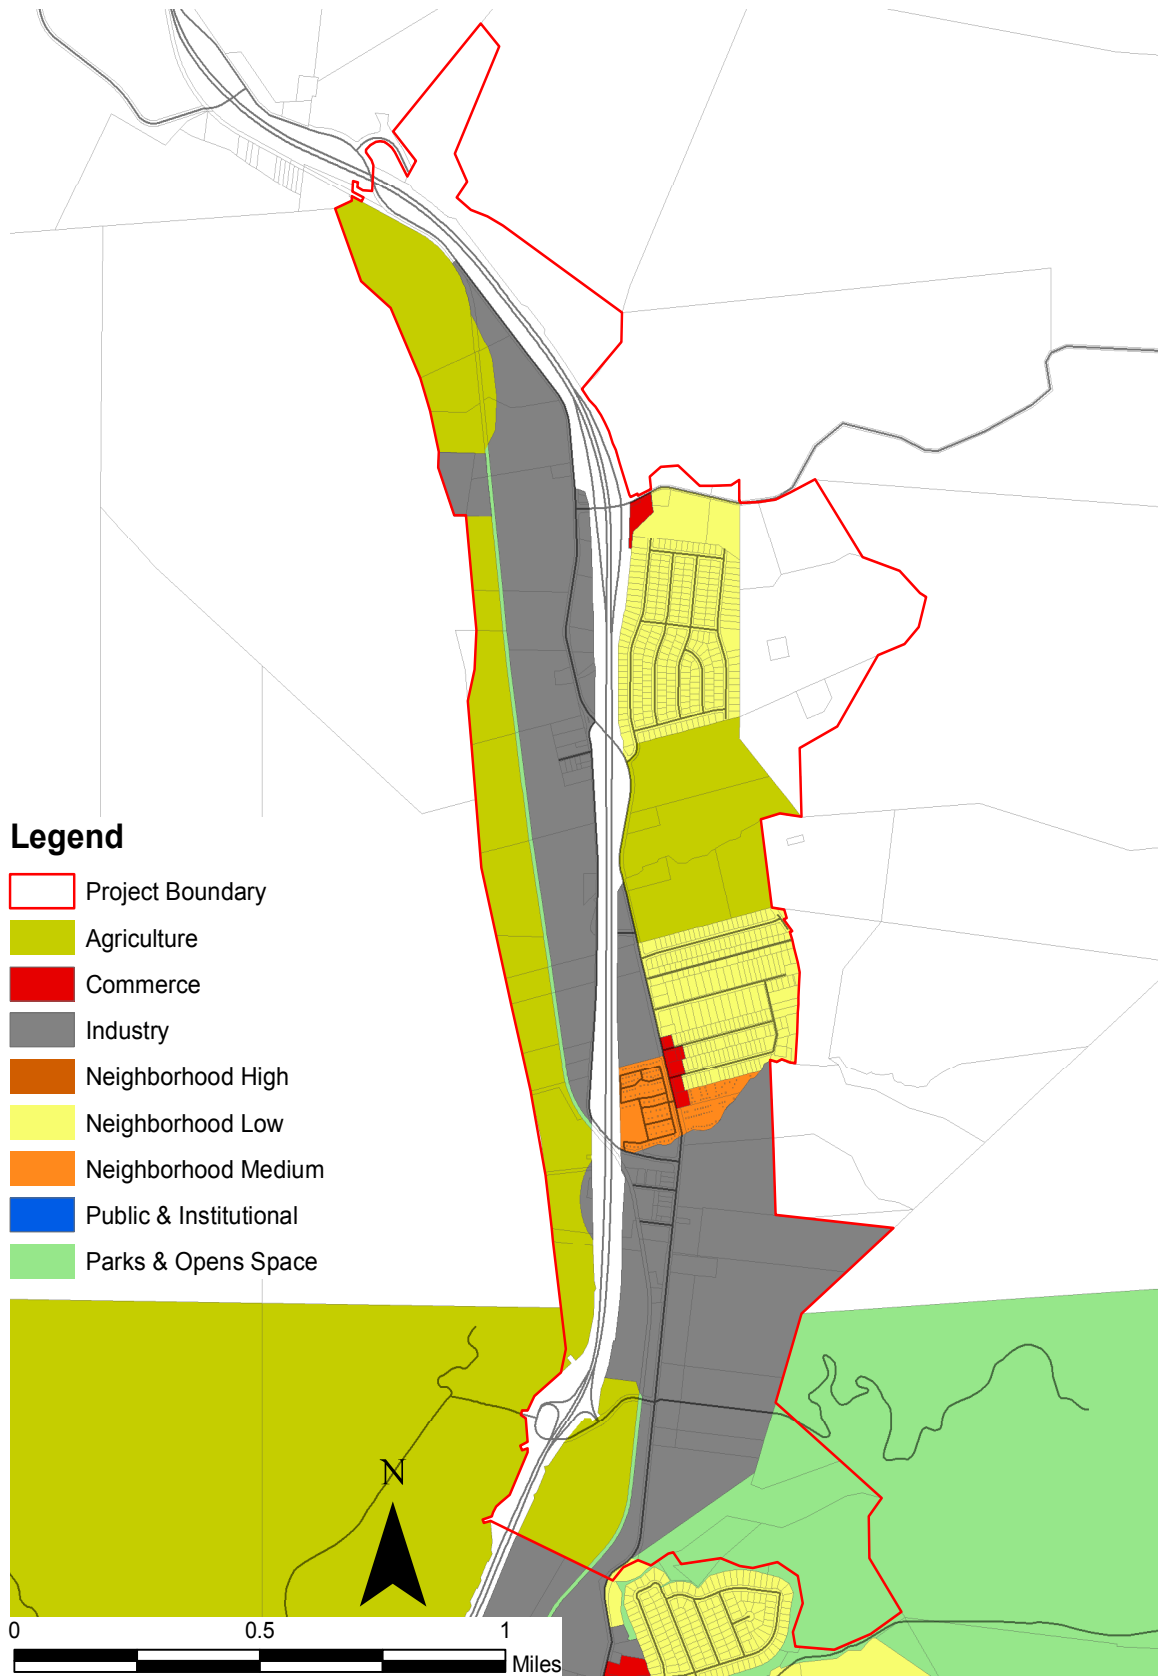 Legend
Project Boundary
Agriculture
Commerce
Industry
Neighborhood High
Neighborhood Low
Neighborhood Medium
Public & Institutional
Parks & Opens Space
N
0 0.5 1
Miles